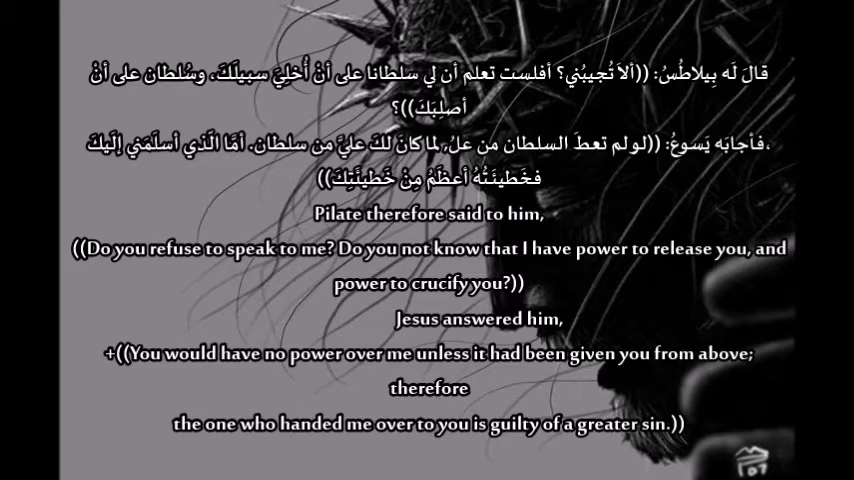 قالَ لَه بِيلاطُسُ: ((ألاَ تُجيبُني؟ أفلست تعلم أن لِي سلطانا على أنْ أُخلِيَ سبيلَكَ، وسُلطان على أنْ
أصلِبَكَ))؟
،فأجابَه يَسوعُ: ((لو لم تعطَ السلطان من علُ, لما كانَ لكَ عليَّ من سلطان. أمَّا الَّذي أسلَمَني إلَيكَ
فخَطيئَتُهُ أعظَمُ مِنْ خَطيئَتِكَ))
Pilate therefore said to him,
((Do you refuse to speak to me? Do you not know that I have power to release you, and
power to crucify you?))
Jesus answered him,
+((You would have no power over me unless it had been given you from above;
therefore
the one who handed me over to you is guilty of a greater sin.))
07